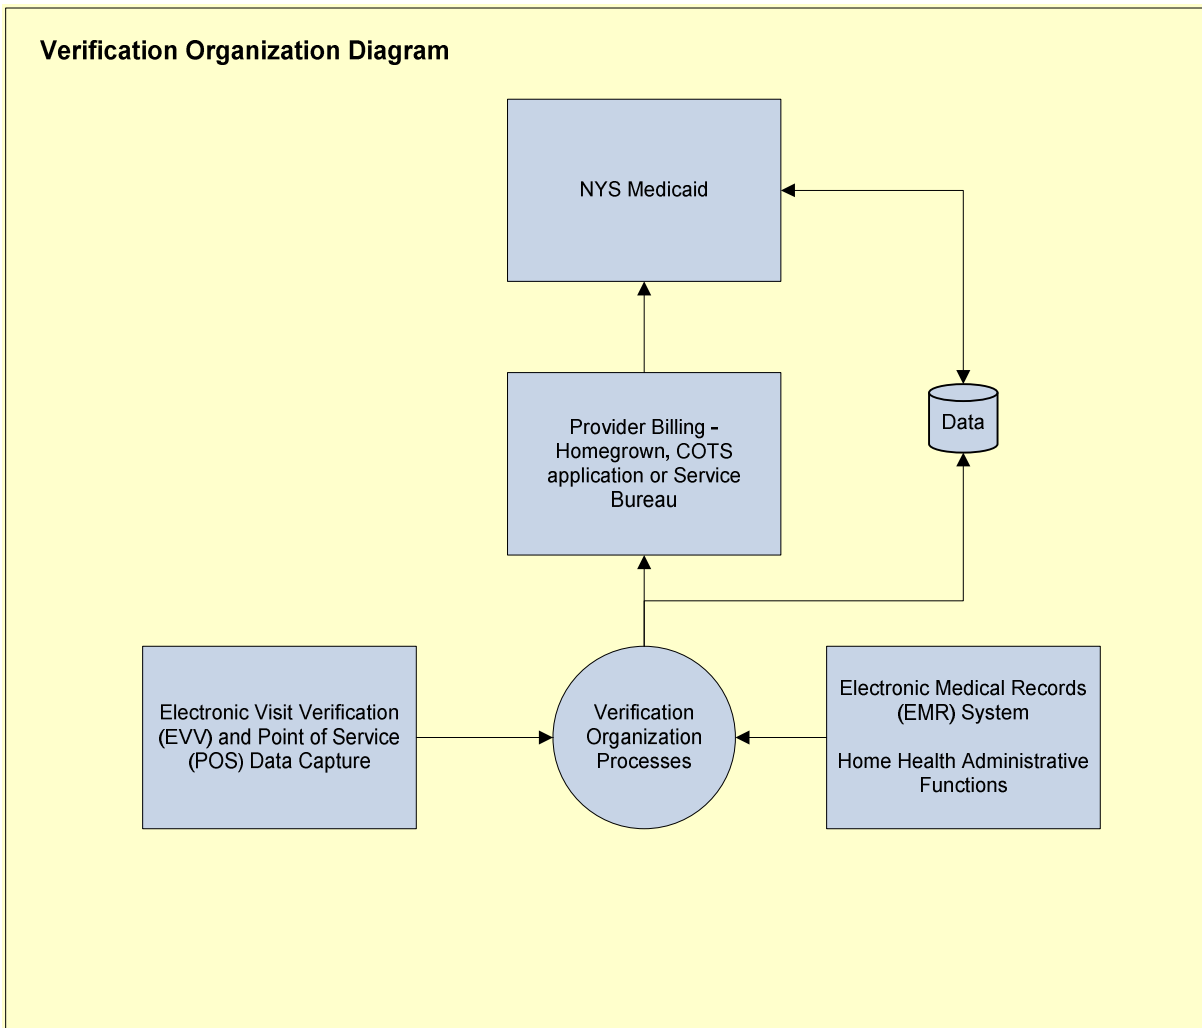 Verification Organization Diagram
NYS Medicaid
Provider Billing -
Homegrown, COTS
application or Service
Bureau
Data
Electronic Visit Verification
(EVV) and Point of Service
(POS) Data Capture
Verification
Organization
Processes
Electronic Medical Records
(EMR) System
Home Health Administrative
Functions